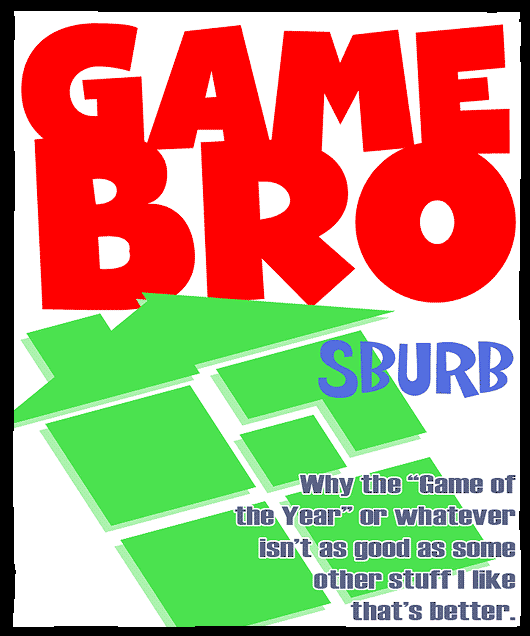 GAME
BRO
SBURB
Why the “Game of
the Year” or whatever
isn’t as good as some
other stuff I like
that’s better.